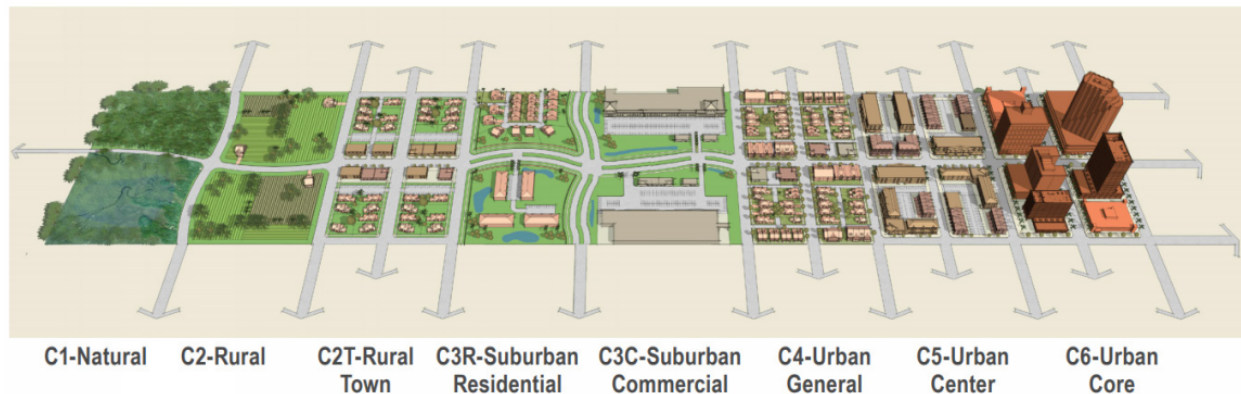 C1-Natural
C2-Rural
C2T-Rural
Town
C3R-Suburban
Residential
C3C-Suburban
Commercial
C4-Urban
General
C5-Urban
Center
C6-Urban
Core